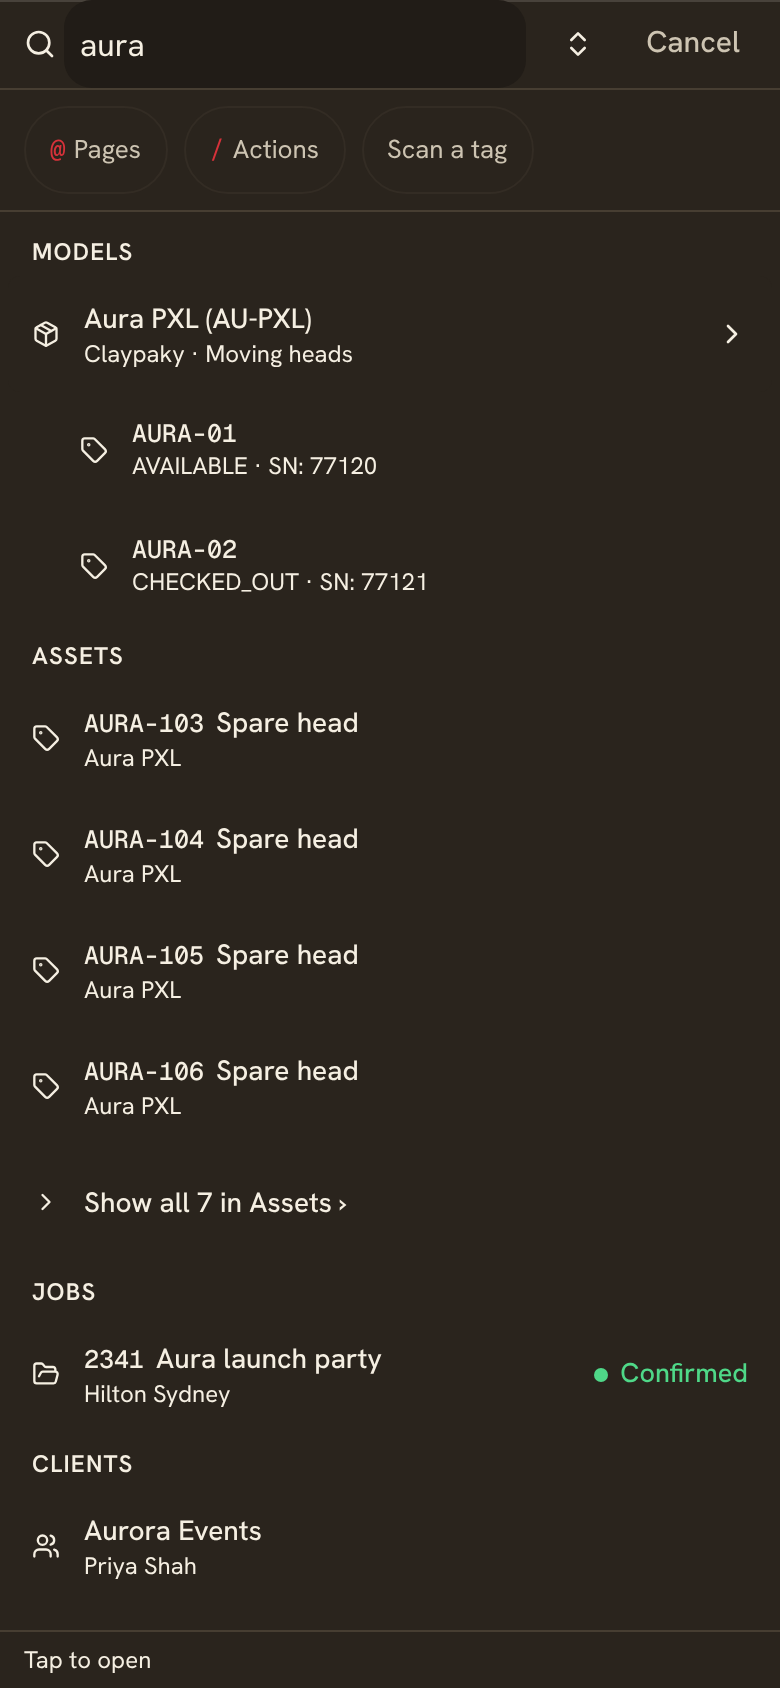 aura
Cancel
@ Pages
/ Actions
Scan a tag
MODELS
Aura PXL (AU-PXL)
Claypaky · Moving heads
AURA-01
AVAILABLE · SN: 77120
AURA-02
CHECKED_OUT · SN: 77121
ASSETS
AURA-103 Spare head
Aura PXL
AURA-104 Spare head
Aura PXL
AURA-105 Spare head
Aura PXL
AURA-106 Spare head
Aura PXL
Show all 7 in Assets ›
JOBS
2341 Aura launch party
Confirmed
Hilton Sydney
CLIENTS
Aurora Events
Priya Shah
Tap to open